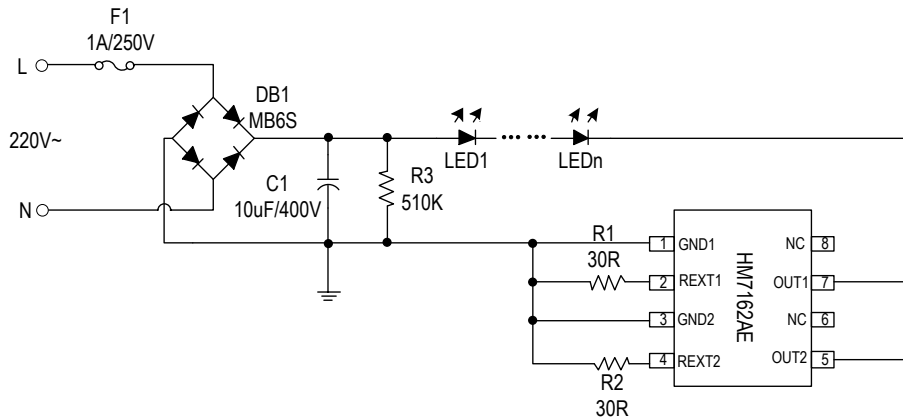 F1
1A/250V
L
DB1
MB6S
220V~
LED1
LEDn
C1
10uF/400V
R3
510K
N
R1
30R
1
GND1
NC
8
2
REXT1
OUT1
7
HM7162AE
3
GND2
NC
6
4
REXT2
OUT2
5
R2
30R